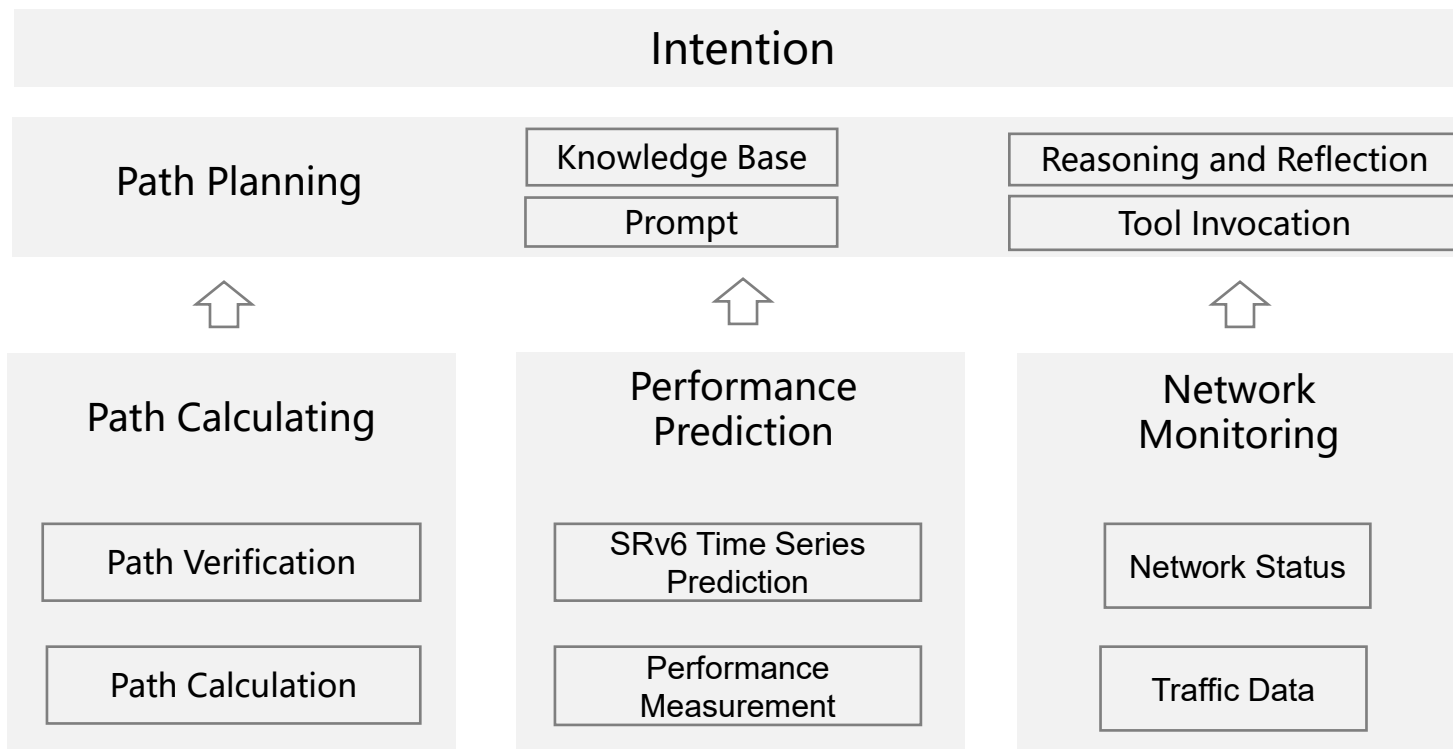 Intention
Path Planning
Knowledge Base
Prompt
Reasoning and Reflection
Tool Invocation
Path Calculating
Path Verification
Path Calculation
Performance
Prediction
SRv6 Time Series
Prediction
Performance
Measurement
Network
Monitoring
Network Status
Traffic Data